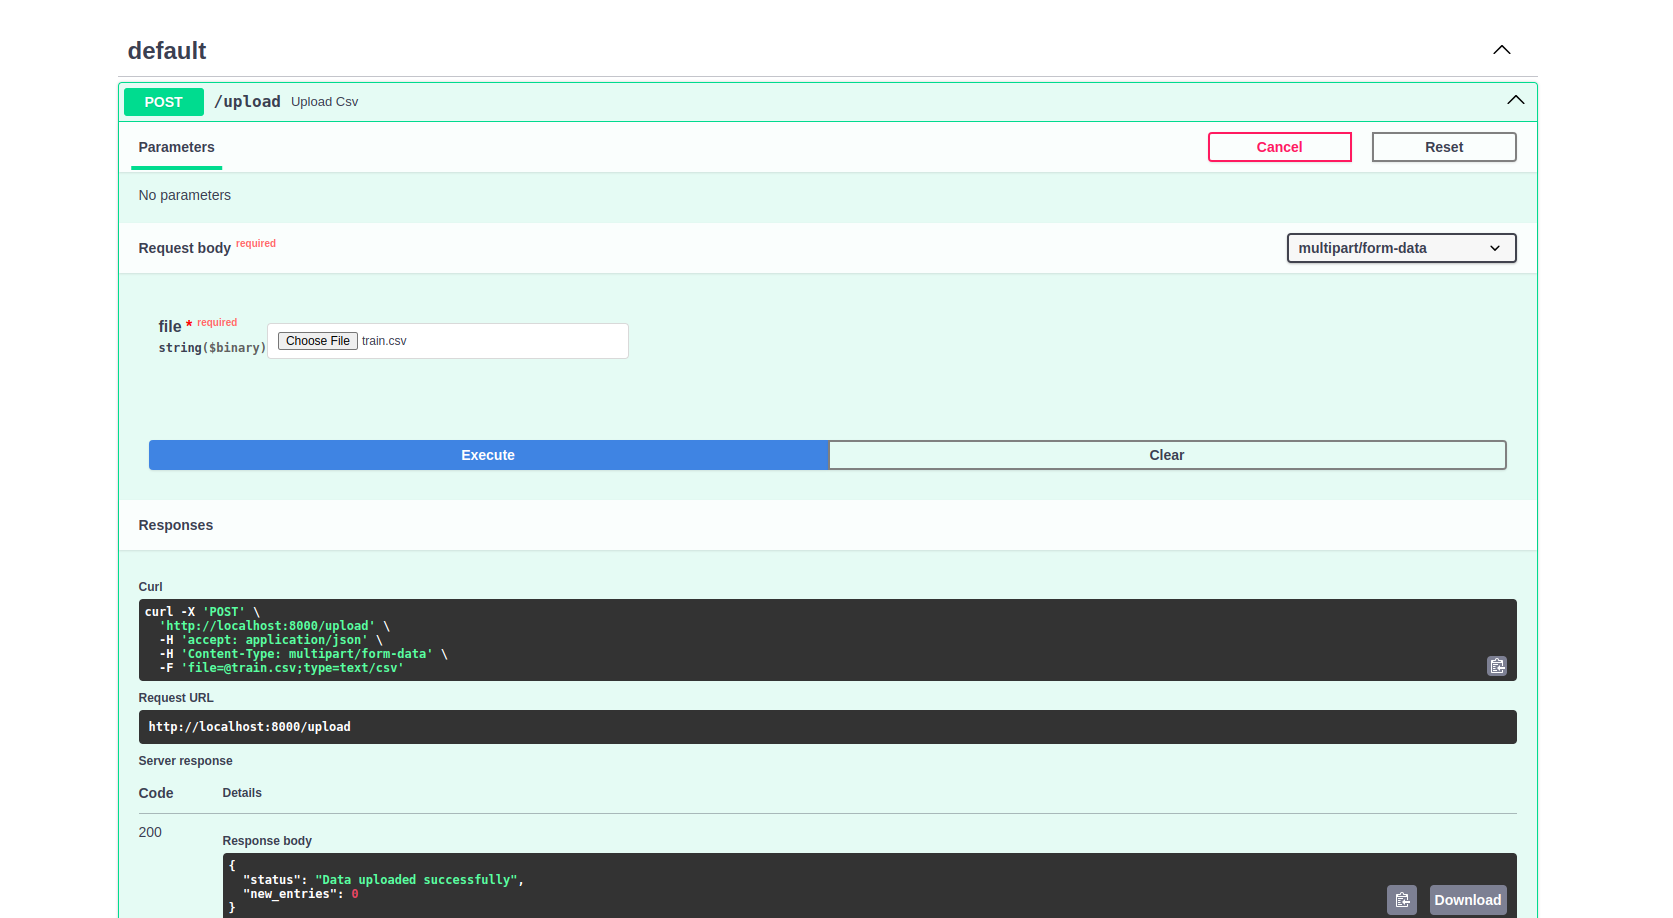 default
POST /upload Upload Csv
Parameters
Cancel
Reset
No parameters
Request body required
multipart/form-data
file * required
string($binary)
Choose File train.csv
Execute
Clear
Responses
Curl
curl -X 'POST' \
'http://localhost:8000/upload' \
-H 'accept: application/json' \
-H 'Content-Type: multipart/form-data' \
-F 'file=@train.csv;type=text/csv'
Request URL
http://localhost:8000/upload
Server response
Code Details
200
Response body
{
"status": "Data uploaded successfully",
"new_entries": 0
}
Download